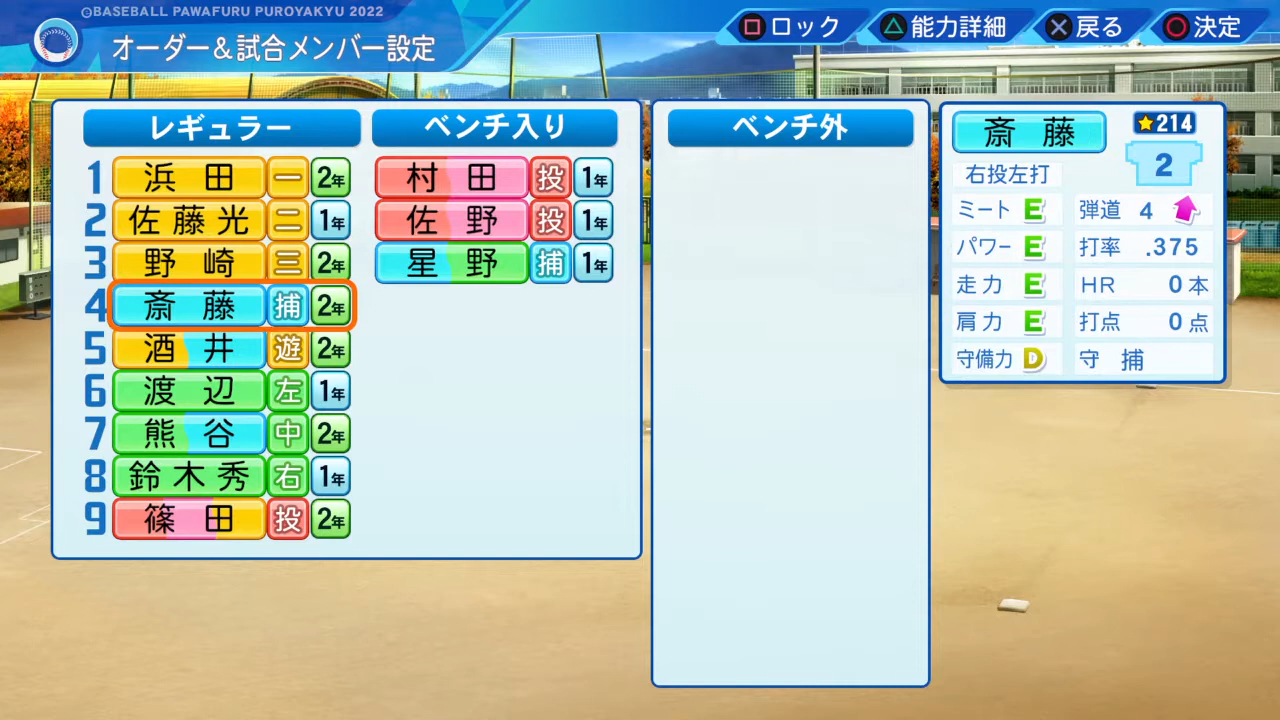 ©BASEBALL PAWAFURU PUROYAKYU 2022
オーダー＆試合メンバー設定
ロック 能力詳細 戻る 決定
レギュラー ベンチ入り ベンチ外
1 浜田 一 2年
2 佐藤光 二 1年
3 野崎 三 2年
4 斎藤 捕 2年
5 酒井 遊 2年
6 渡辺 左 1年
7 熊谷 中 2年
8 鈴木秀 右 1年
9 篠田 投 2年
村田 投 1年
佐野 投 1年
星野 捕 1年
斎藤 ★214
2
右投左打
ミート E 弾道 4
パワー E 打率 .375
走力 E HR 0本
肩力 E 打点 0点
守備力 D 守 捕